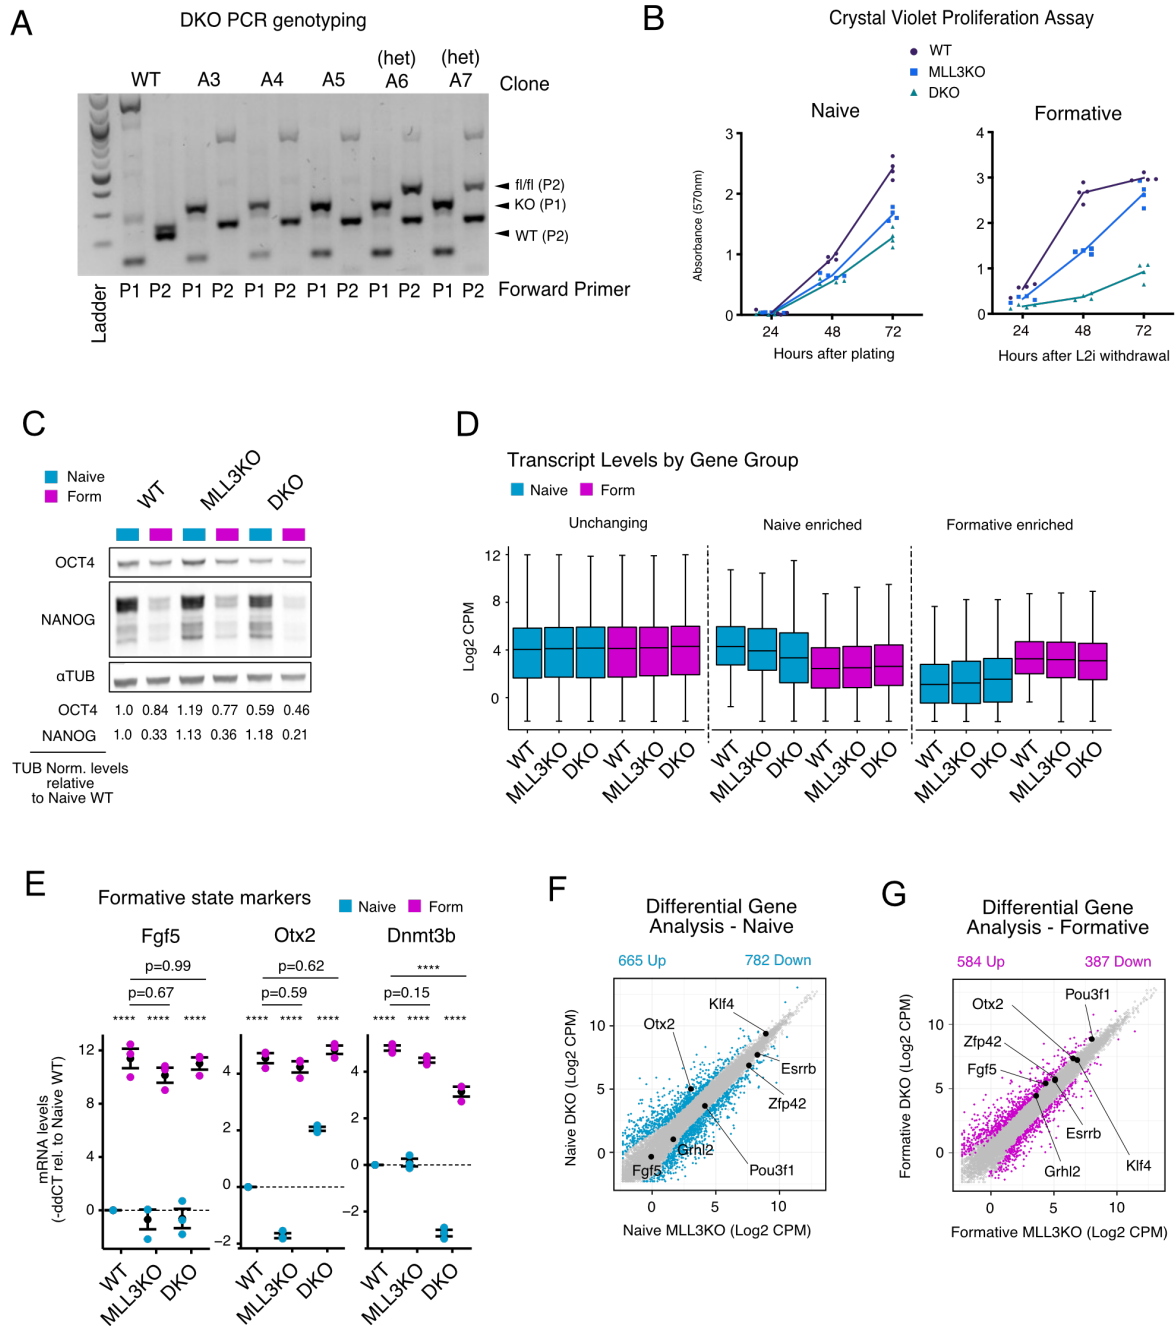 A
DKO PCR genotyping
(het) (het)
WT A3 A4 A5 A6 A7 Clone
fl/fl (P2)
KO (P1)
WT (P2)
Ladder
P1 P2 P1 P2 P1 P2 P1 P2 P1 P2 P1 P2 Forward Primer
B
Crystal Violet Proliferation Assay
WT
MLL3KO
DKO
Naive
Formative
Absorbance (570nm)
3
2
1
0
24 48 72
Hours after plating
4
3
2
1
0
24 48 72
Hours after L2i withdrawal
C
Naive
Form
WT MLL3KO DKO
OCT4
NANOG
αTUB
OCT4 1.0 0.84 1.19 0.77 0.59 0.46
NANOG 1.0 0.33 1.13 0.36 1.18 0.21
TUB Norm. levels
relative
to Naive WT
D
Transcript Levels by Gene Group
Naive Form
Unchanging Naive enriched Formative enriched
Log2 CPM
12
8
4
0
WT MLL3KO DKO WT MLL3KO DKO WT MLL3KO DKO WT MLL3KO DKO WT MLL3KO DKO WT MLL3KO DKO
E
Formative state markers
Naive Form
Fgf5 Otx2 Dnmt3b
p=0.99 p=0.62 ****
p=0.67 p=0.59 p=0.15
**** **** **** **** **** **** **** **** ****
mRNA levels
(-ddCT rel. to Naive WT)
12
8
4
0
4
2
0
−2
4
2
0
−2
WT MLL3KO DKO WT MLL3KO DKO WT MLL3KO DKO
F
Differential Gene
Analysis - Naive
665 Up 782 Down
Naive DKO (Log2 CPM)
10
5
0
Klf4
Otx2
Esrrb
Zfp42
Grhl2
Fgf5
Pou3f1
0 5 10
Naive MLL3KO (Log2 CPM)
G
Differential Gene
Analysis - Formative
584 Up 387 Down
Formative DKO (Log2 CPM)
10
5
0
Pou3f1
Otx2
Zfp42
Fgf5
Esrrb
Grhl2
Klf4
0 5 10
Formative MLL3KO (Log2 CPM)